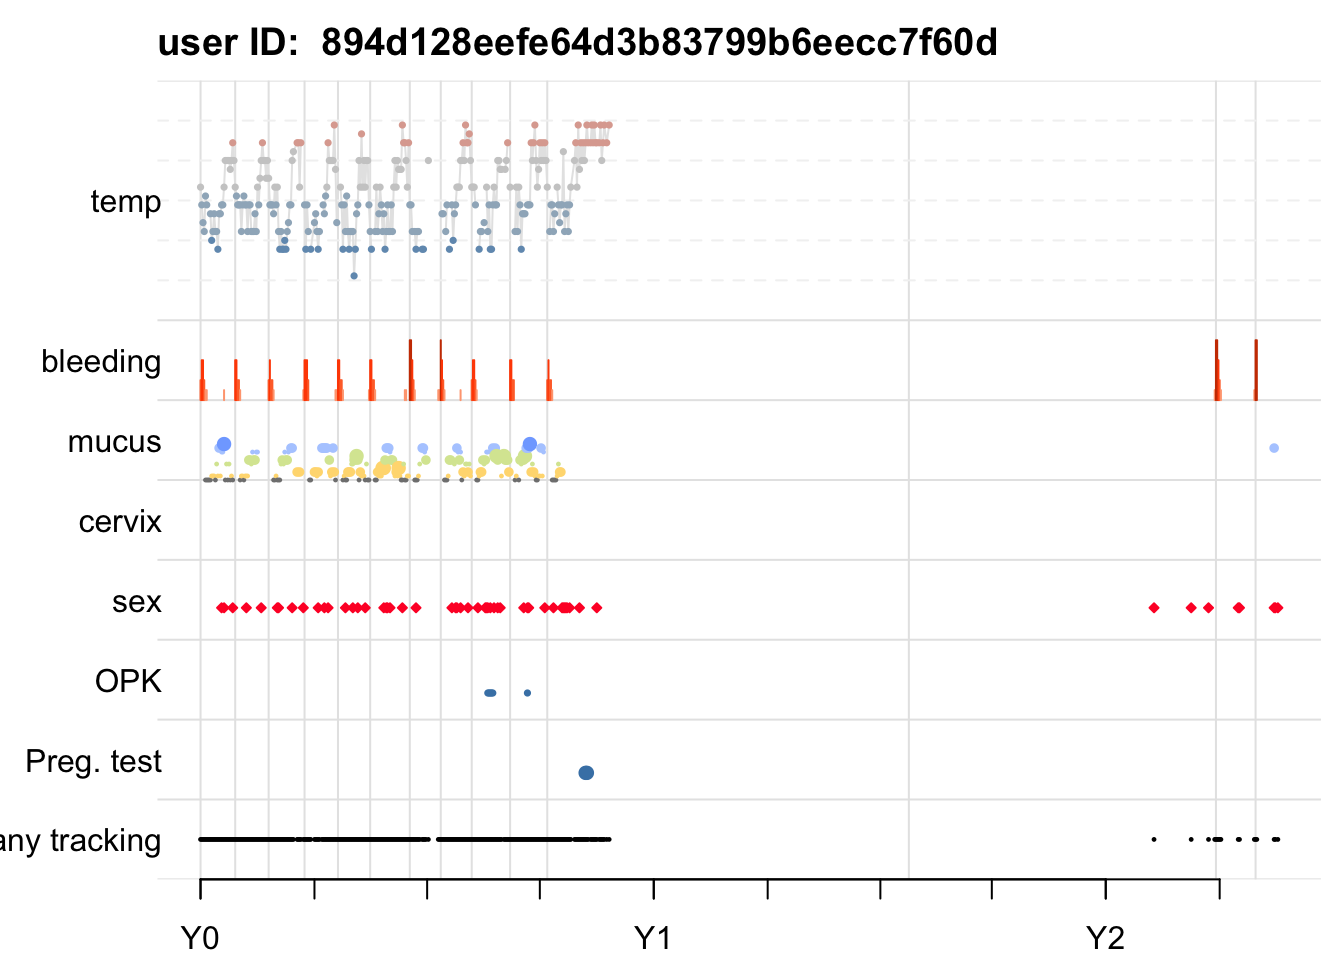 user ID:  894d128eefe64d3b83799b6eecc7f60d
temp
bleeding
mucus
cervix
sex
OPK
Preg. test
any tracking
Y0 Y1 Y2